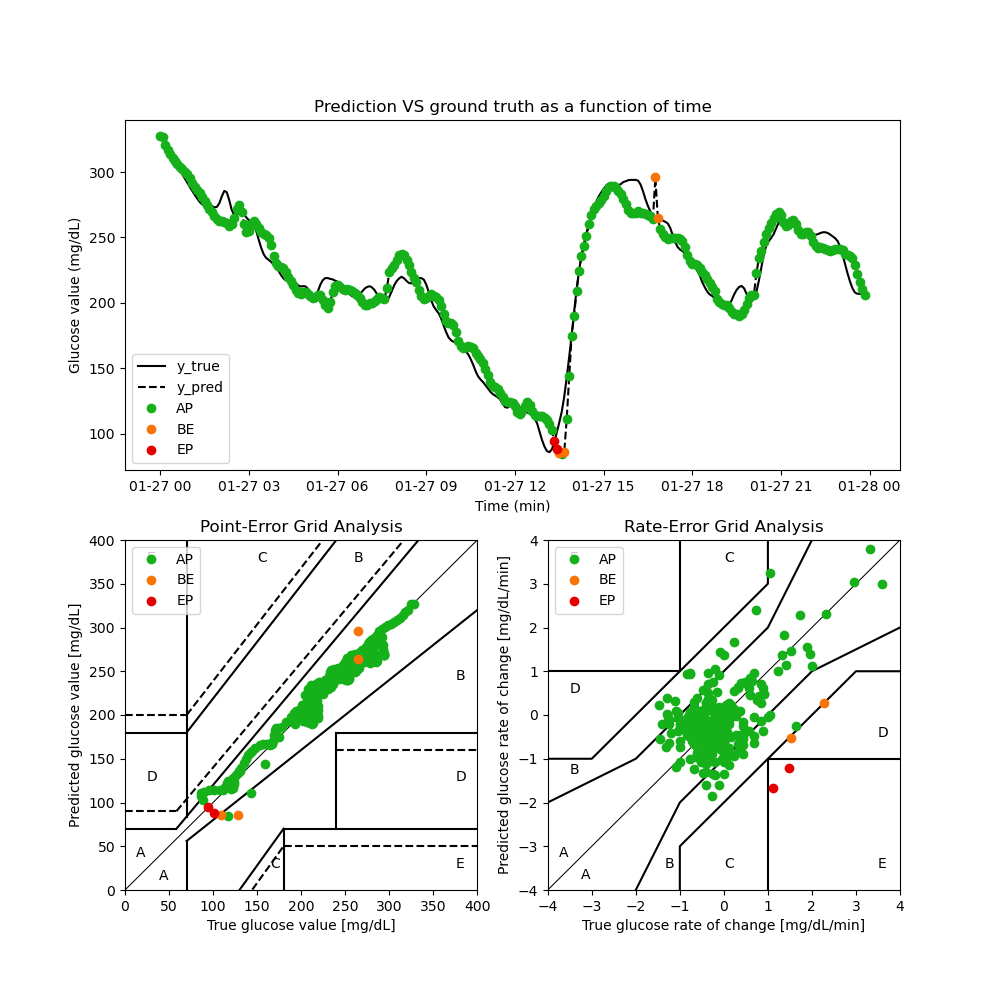 Prediction VS ground truth as a function of time
Glucose value (mg/dL)
300
250
200
150
100
y_true
y_pred
AP
BE
EP
01-27 00 01-27 03 01-27 06 01-27 09 01-27 12 01-27 15 01-27 18 01-27 21 01-28 00
Time (min)
Point-Error Grid Analysis
Predicted glucose value [mg/dL]
400
350
300
250
200
150
100
50
0
AP
BE
EP
C
B
B
D
D
A
A
C
E
0 50 100 150 200 250 300 350 400
True glucose value [mg/dL]
Rate-Error Grid Analysis
Predicted glucose rate of change [mg/dL/min]
4
3
2
1
0
−1
−2
−3
−4
AP
BE
EP
C
D
D
B
A
A
B
C
E
−4 −3 −2 −1 0 1 2 3 4
True glucose rate of change [mg/dL/min]